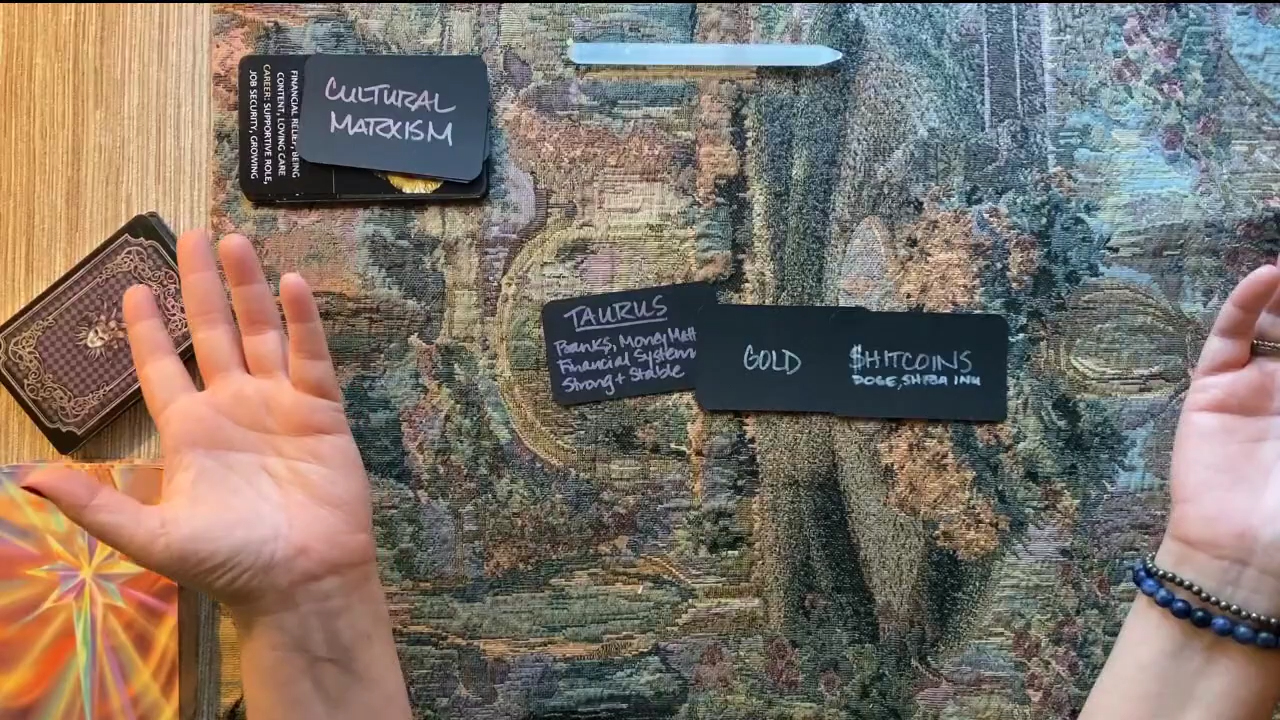 CULTURAL
MARXISM
FINANCIAL RELIEF, BEING
CONTENT, LOVING CARE
CAREER: SUPPORTIVE ROLE,
JOB SECURITY, GROWING
TAURUS
Banks, Money Matt
Financial System
Strong + Stable
GOLD
$HITCOINS
DOGE, SHIBA INU